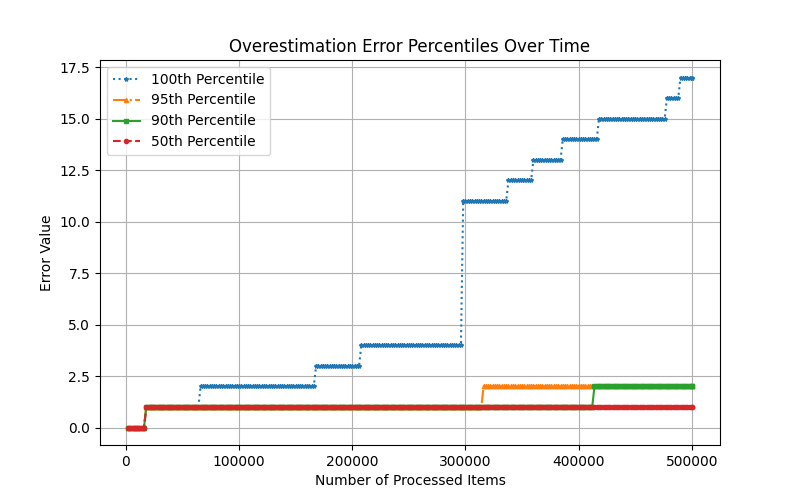 Overestimation Error Percentiles Over Time
17.5
15.0
12.5
10.0
7.5
5.0
2.5
0.0
Error Value
100th Percentile
95th Percentile
90th Percentile
50th Percentile
0
100000
200000
300000
400000
500000
Number of Processed Items